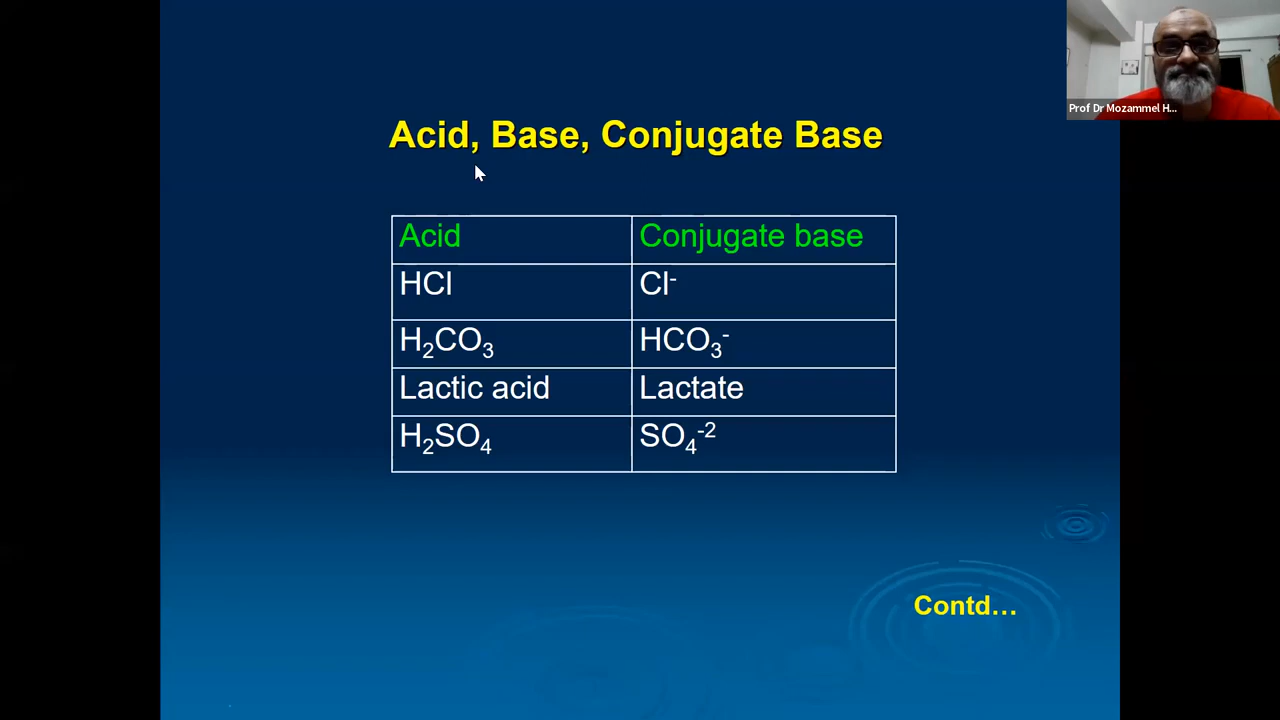 Prof Dr Mozammel H...
Acid, Base, Conjugate Base
Acid Conjugate base
HCl Cl⁻
H₂CO₃ HCO₃⁻
Lactic acid Lactate
H₂SO₄ SO₄⁻²
Contd...